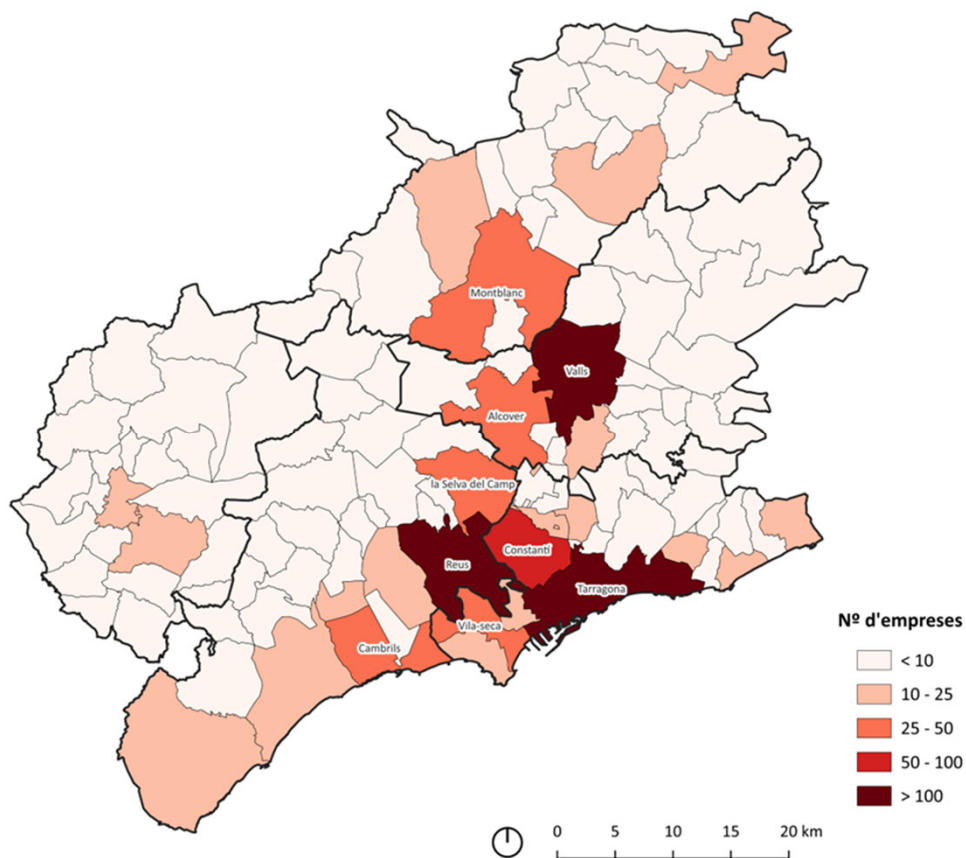 Montblanc
Valls
Alcover
la Selva del Camp
Constantí
Reus
Tarragona
Vila-seca
Cambrils
Nº d'empreses
< 10
10 - 25
25 - 50
50 - 100
> 100
0 5 10 15 20 km